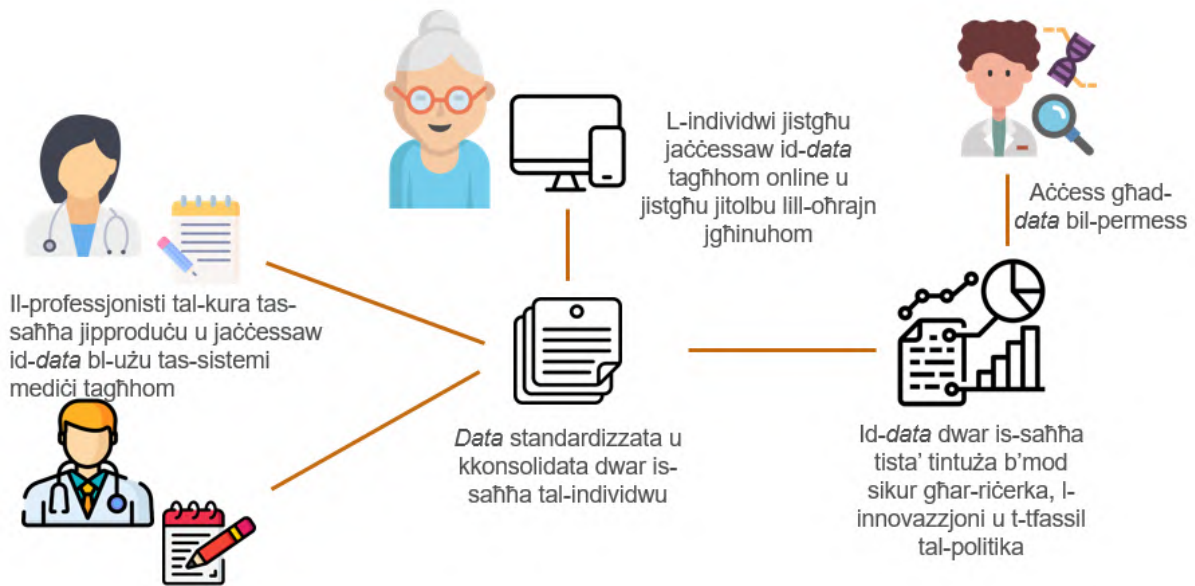 L-individwi jistgħu
jaċċessaw id-data
tagħhom online u
jistgħu jitolbu lill-oħrajn
jgħinuhom
Aċċess għad-
data bil-permess
Il-professjonisti tal-kura tas-
saħħa jipproduċu u jaċċessaw
id-data bl-użu tas-sistemi
mediċi tagħhom
Data standardizzata u
kkonsolidata dwar is-
saħħa tal-individwu
Id-data dwar is-saħħa
tista' tintuża b'mod
sikur għar-riċerka, l-
innovazzjoni u t-tfassil
tal-politika